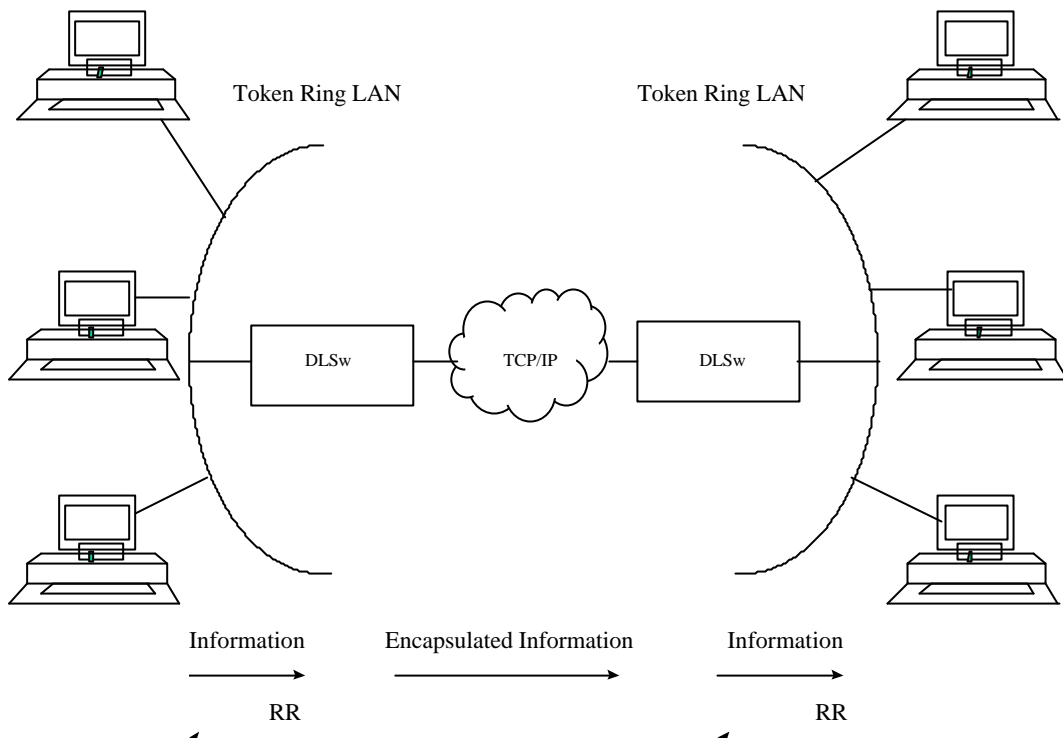 Token Ring LAN
Token Ring LAN
DLSw
TCP/IP
DLSw
Information
Encapsulated Information
Information
RR
RR